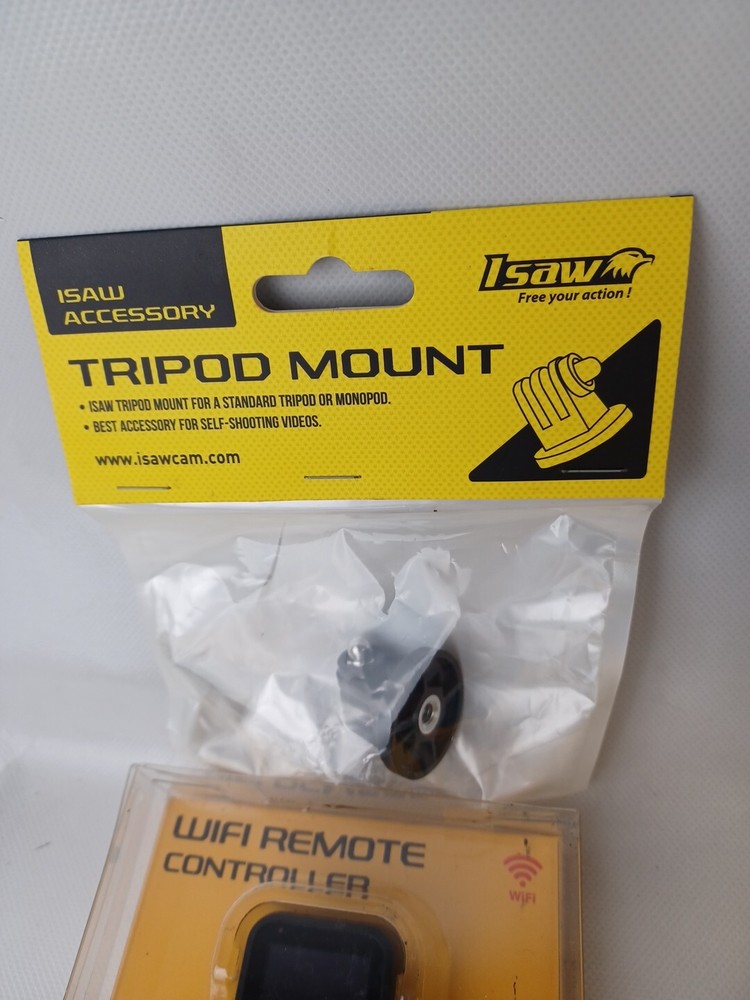 ISAW
ACCESSORY
Isaw
Free your action !
TRIPOD MOUNT
• ISAW TRIPOD MOUNT FOR A STANDARD TRIPOD OR MONOPOD.
• BEST ACCESSORY FOR SELF-SHOOTING VIDEOS.
www.isawcam.com
WIFI REMOTE
CONTROLLER
WiFi